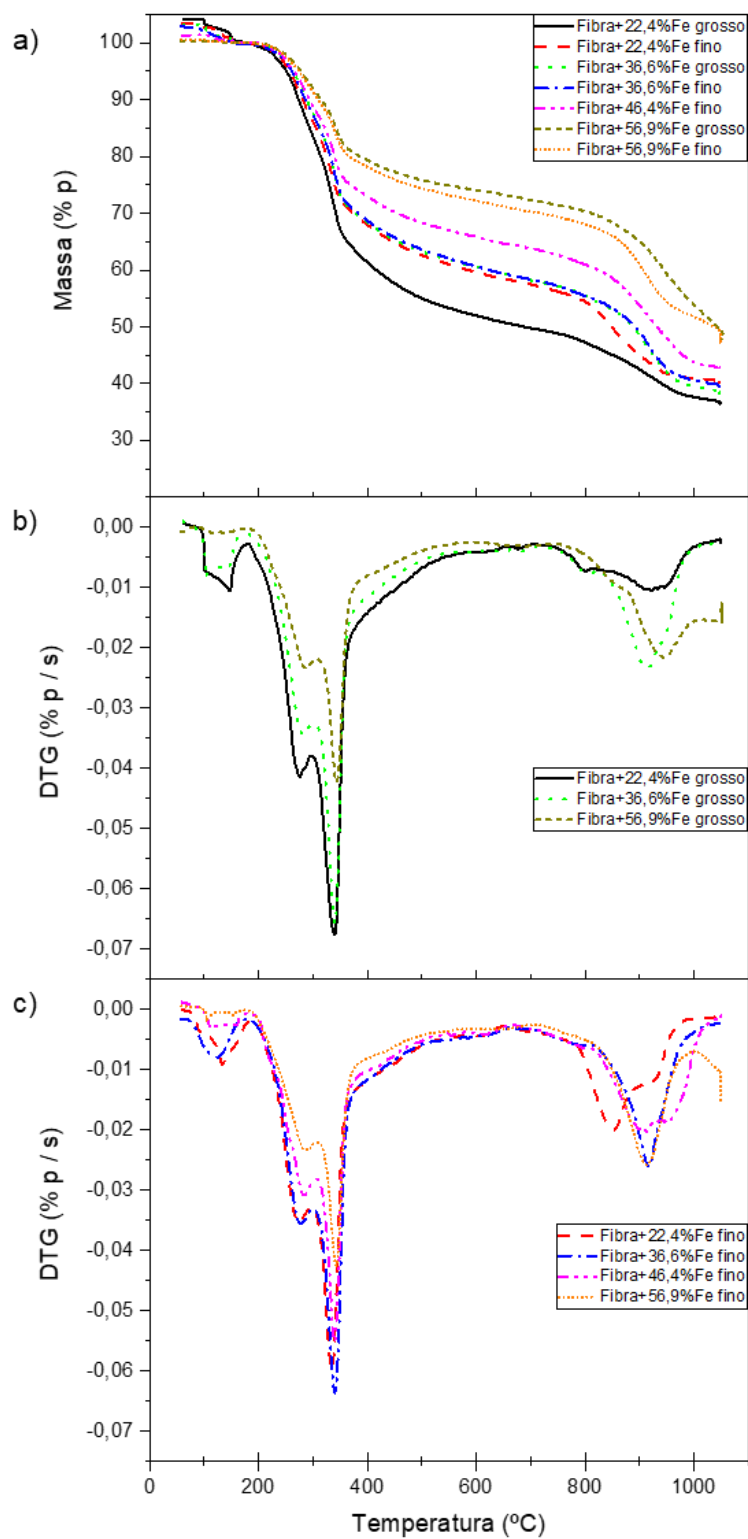 a)
100
90
80
70
60
50
40
30
Massa (% p)
Fibra+22,4%Fe grosso
Fibra+22,4%Fe fino
Fibra+36,6%Fe grosso
Fibra+36,6%Fe fino
Fibra+46,4%Fe fino
Fibra+56,9%Fe grosso
Fibra+56,9%Fe fino
b)
0,00
-0,01
-0,02
-0,03
-0,04
-0,05
-0,06
-0,07
DTG (% p / s)
Fibra+22,4%Fe grosso
Fibra+36,6%Fe grosso
Fibra+56,9%Fe grosso
c)
0,00
-0,01
-0,02
-0,03
-0,04
-0,05
-0,06
-0,07
DTG (% p / s)
Fibra+22,4%Fe fino
Fibra+36,6%Fe fino
Fibra+46,4%Fe fino
Fibra+56,9%Fe fino
0 200 400 600 800 1000
Temperatura (ºC)